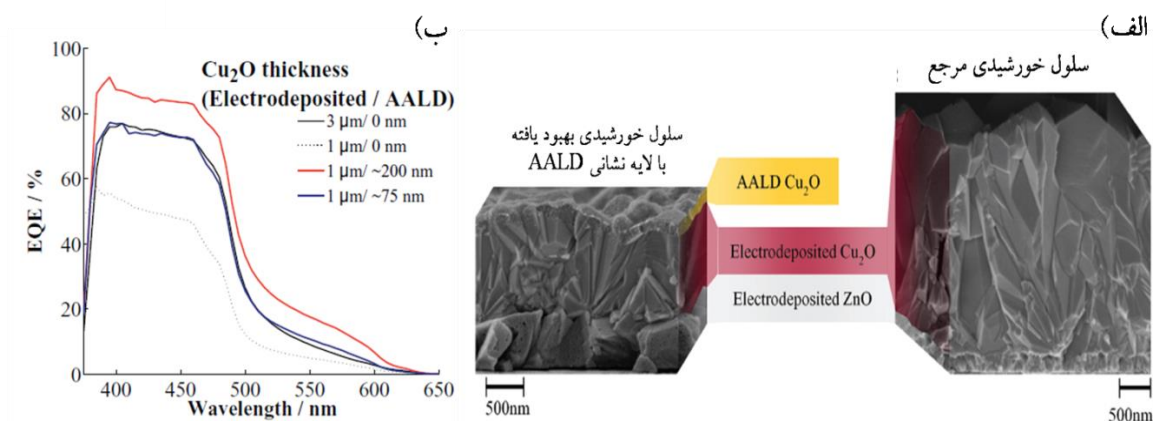 الف)
سلول خورشیدی مرجع
سلول خورشیدی بهبود یافته
با لایه نشانی AALD
AALD Cu₂O
Electrodeposited Cu₂O
Electrodeposited ZnO
500nm
500nm
ب)
Cu₂O thickness
(Electrodeposited / AALD)
3 μm/ 0 nm
1 μm/ 0 nm
1 μm/ ~200 nm
1 μm/ ~75 nm
EQE / %
100
80
60
40
20
0
400 450 500 550 600 650
Wavelength / nm